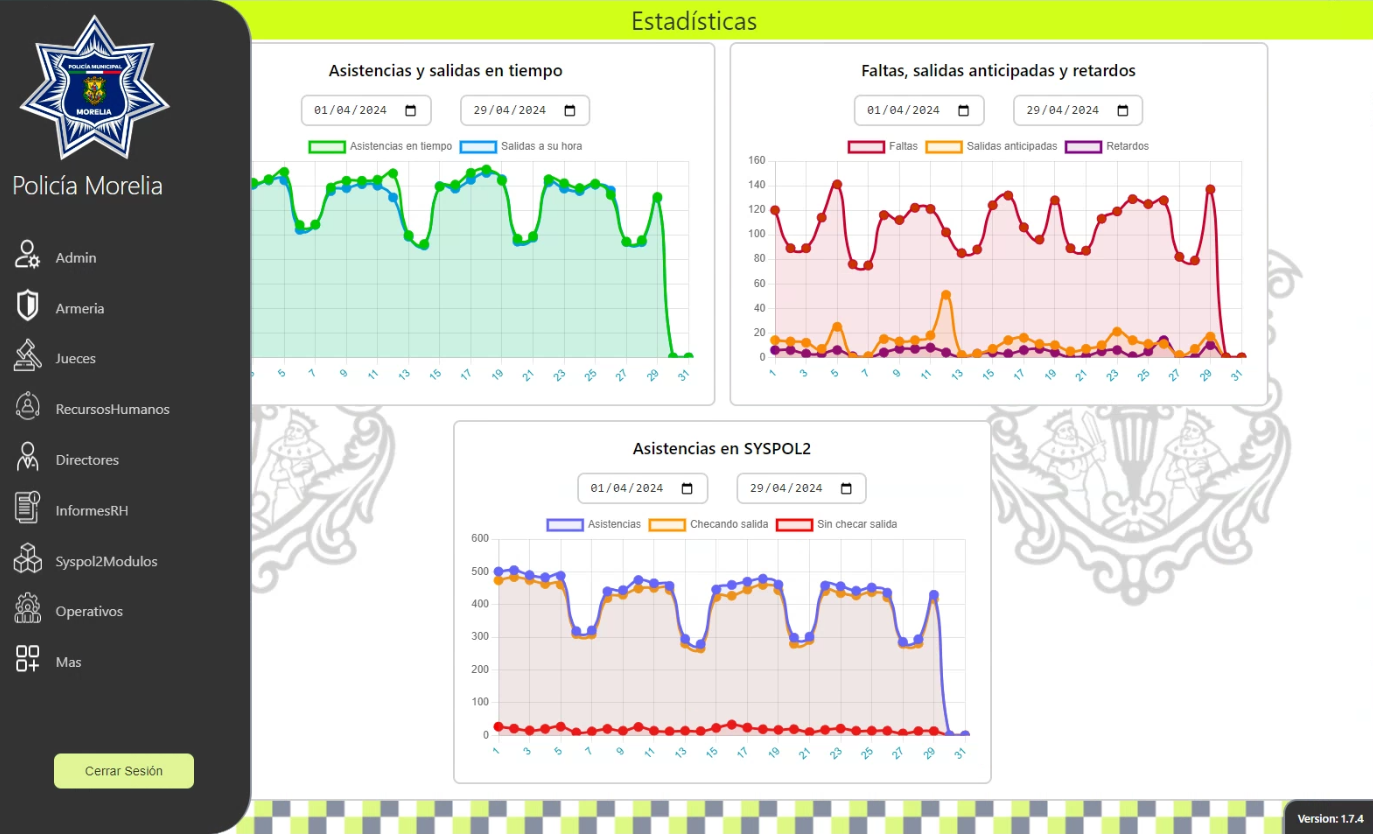 Estadísticas
POLICÍA MUNICIPAL
MORELIA
Policía Morelia
Admin
Armeria
Jueces
RecursosHumanos
Directores
InformesRH
Syspol2Modulos
Operativos
Mas
Cerrar Sesión
Asistencias y salidas en tiempo
01/04/2024 29/04/2024
Asistencias en tiempo Salidas a su hora
5 7 9 11 13 15 17 19 21 23 25 27 29 31
Faltas, salidas anticipadas y retardos
01/04/2024 29/04/2024
Faltas Salidas anticipadas Retardos
160
140
120
100
80
60
40
20
0
1 3 5 7 9 11 13 15 17 19 21 23 25 27 29 31
Asistencias en SYSPOL2
01/04/2024 29/04/2024
Asistencias Checando salida Sin checar salida
600
500
400
300
200
100
0
1 3 5 7 9 11 13 15 17 19 21 23 25 27 29 31
Version: 1.7.4